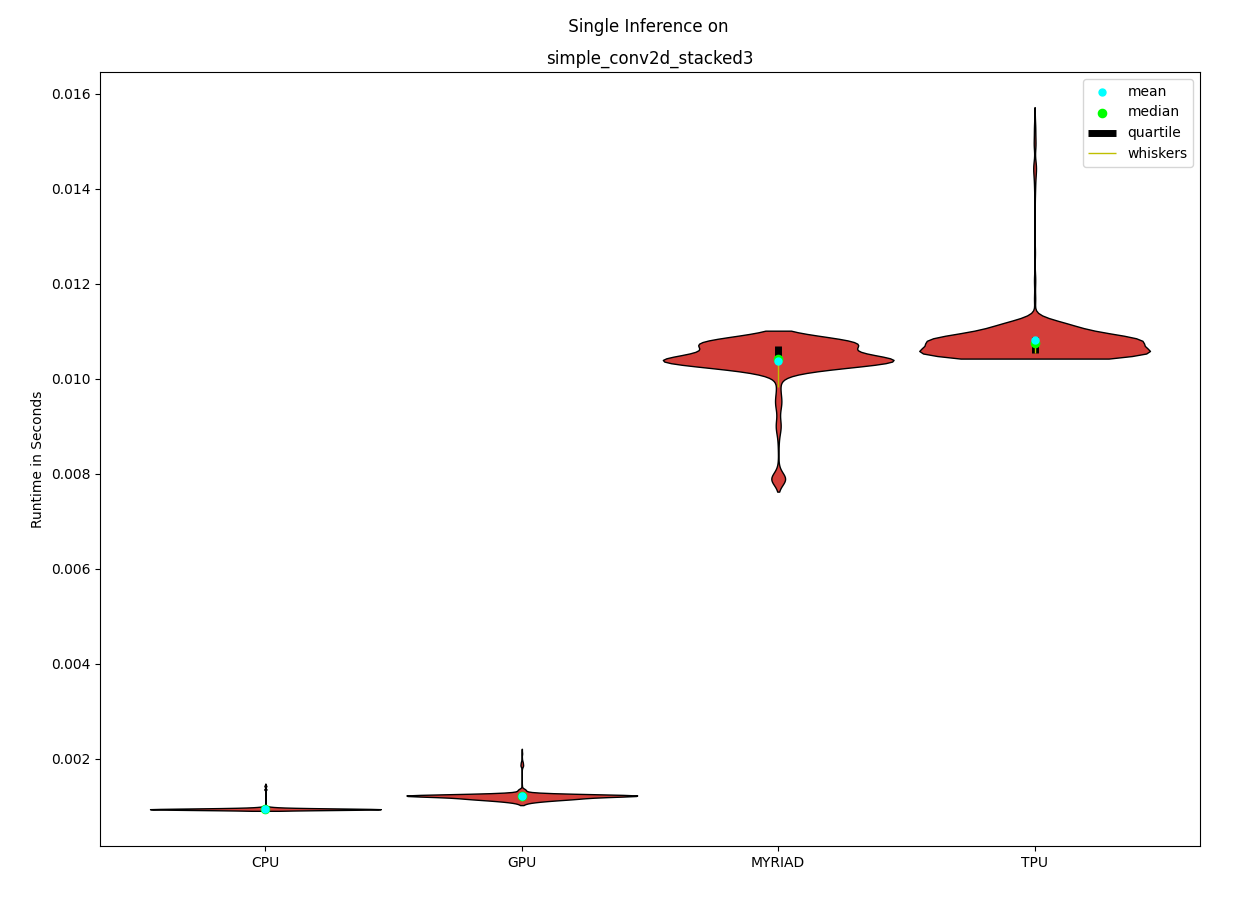 Single Inference on
simple_conv2d_stacked3
mean
median
quartile
whiskers
Runtime in Seconds
0.016
0.014
0.012
0.010
0.008
0.006
0.004
0.002
CPU GPU MYRIAD TPU